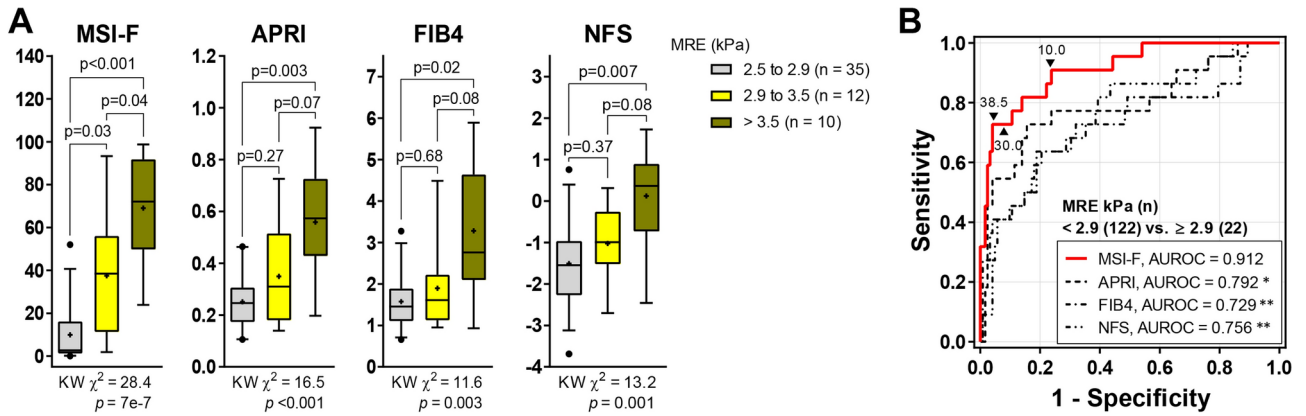 A
MSI-F
140
120
100
80
60
40
20
0
p<0.001
p=0.04
p=0.03
KW χ² = 28.4
p = 7e-7
APRI
1.2
1.0
0.8
0.6
0.4
0.2
0.0
p=0.003
p=0.07
p=0.27
KW χ² = 16.5
p <0.001
FIB4
7
6
5
4
3
2
1
0
p=0.02
p=0.08
p=0.68
KW χ² = 11.6
p = 0.003
NFS
3
2
1
0
-1
-2
-3
-4
p=0.007
p=0.08
p=0.37
KW χ² = 13.2
p = 0.001
MRE (kPa)
2.5 to 2.9 (n = 35)
2.9 to 3.5 (n = 12)
> 3.5 (n = 10)
B
Sensitivity
1.0
0.8
0.6
0.4
0.2
0.0
10.0
38.5
30.0
MRE kPa (n)
< 2.9 (122) vs. ≥ 2.9 (22)
MSI-F, AUROC = 0.912
APRI, AUROC = 0.792 *
FIB4, AUROC = 0.729 **
NFS, AUROC = 0.756 **
0.0 0.2 0.4 0.6 0.8 1.0
1 - Specificity